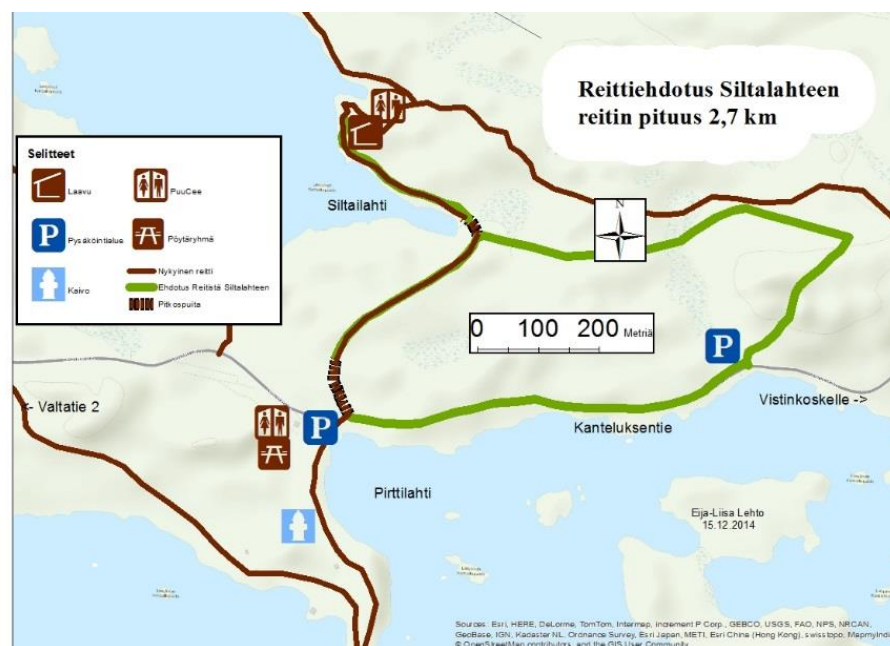 Reittiehdotus Siltalahteen
reitin pituus 2,7 km
Selitteet
Laavu
PuuCee
P
Pysäköintialue
Pöytäryhmä
Kaivo
Nykyinen reitti
Ehdotus Reitistä Siltalahteen
Pitkospuita
Siltailahti
N
0 100 200 Metriä
P
<- Valtatie 2
P
Vistinkoskelle ->
Kanteluksentie
Pirttilahti
Eija-Liisa Lehto
15.12.2014
Sources: Esri, HERE, DeLorme, TomTom, Intermap, increment P Corp., GEBCO, USGS, FAO, NPS, NRCAN,
GeoBase, IGN, Kadaster NL, Ordnance Survey, Esri Japan, METI, Esri China (Hong Kong), swisstopo, MapmyIndia
© OpenStreetMap contributors, and the GIS User Community